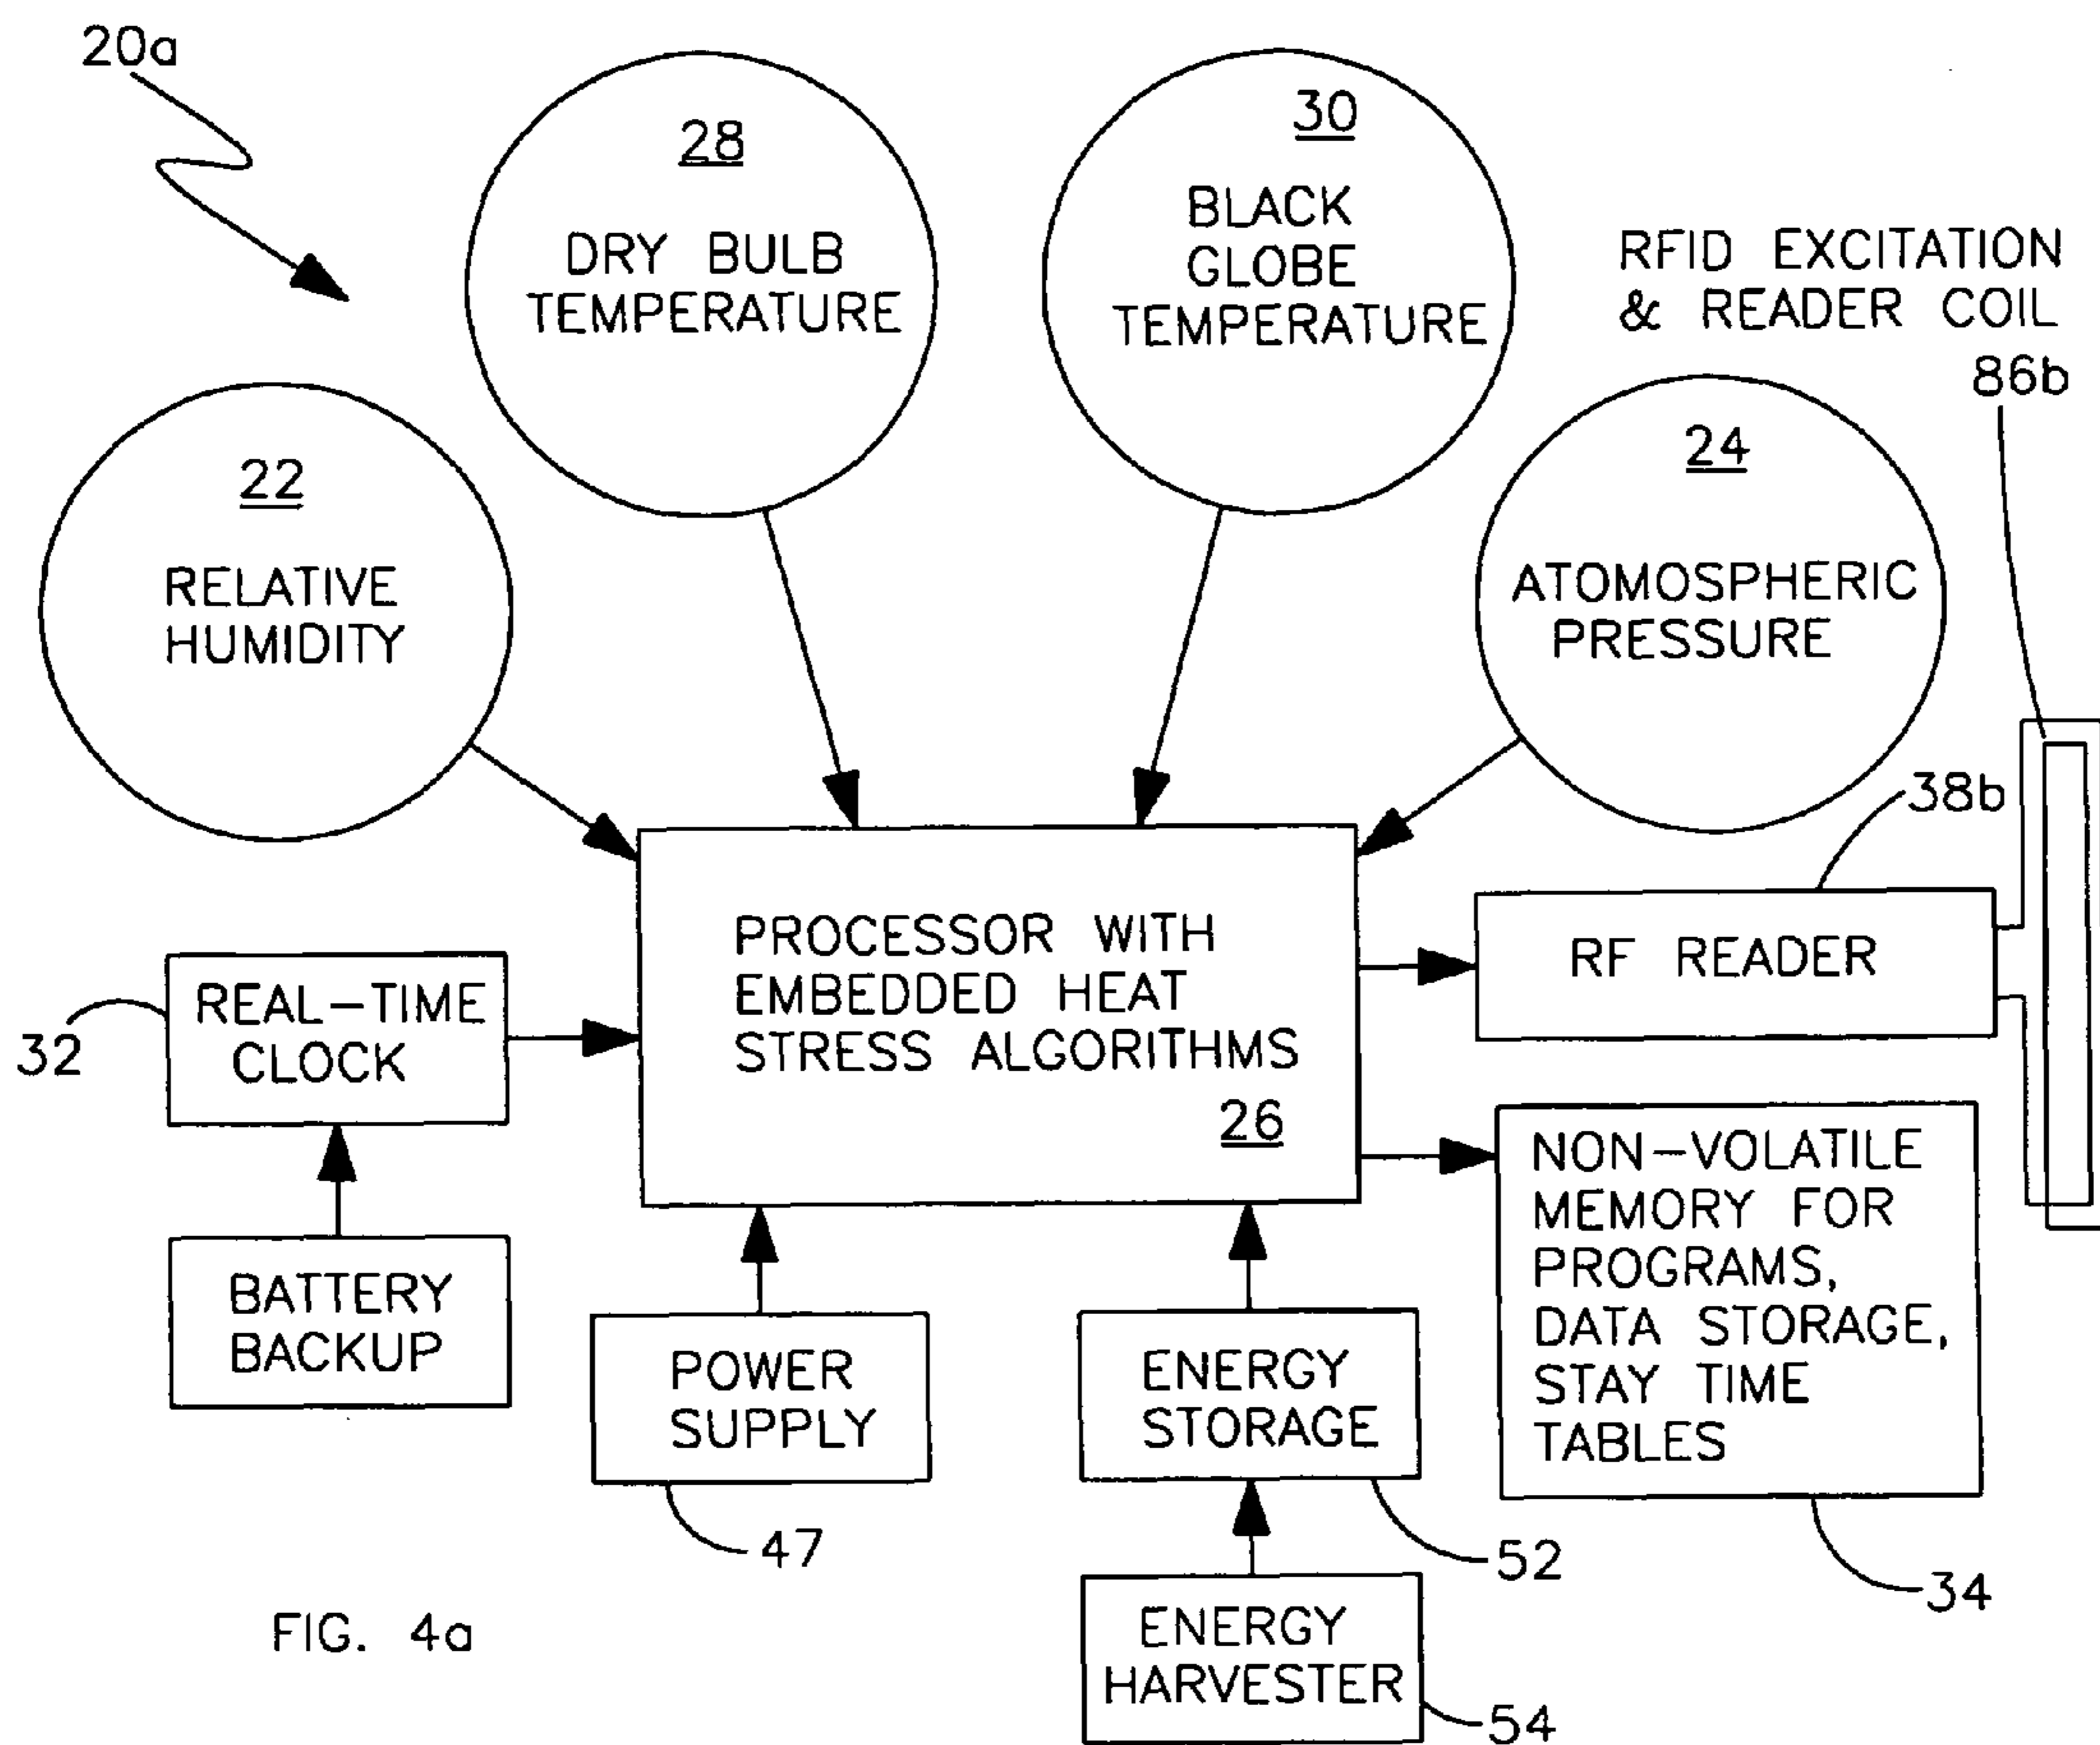 20a
28
DRY BULB
TEMPERATURE
30
BLACK
GLOBE
TEMPERATURE
RFID EXCITATION
& READER COIL
86b
22
RELATIVE
HUMIDITY
24
ATOMOSPHERIC
PRESSURE
38b
PROCESSOR WITH
EMBEDDED HEAT
STRESS ALGORITHMS
26
RF READER
REAL-TIME
CLOCK
32
NON-VOLATILE
MEMORY FOR
PROGRAMS,
DATA STORAGE,
STAY TIME
TABLES
34
BATTERY
BACKUP
POWER
SUPPLY
47
ENERGY
STORAGE
52
ENERGY
HARVESTER
54
FIG. 4a